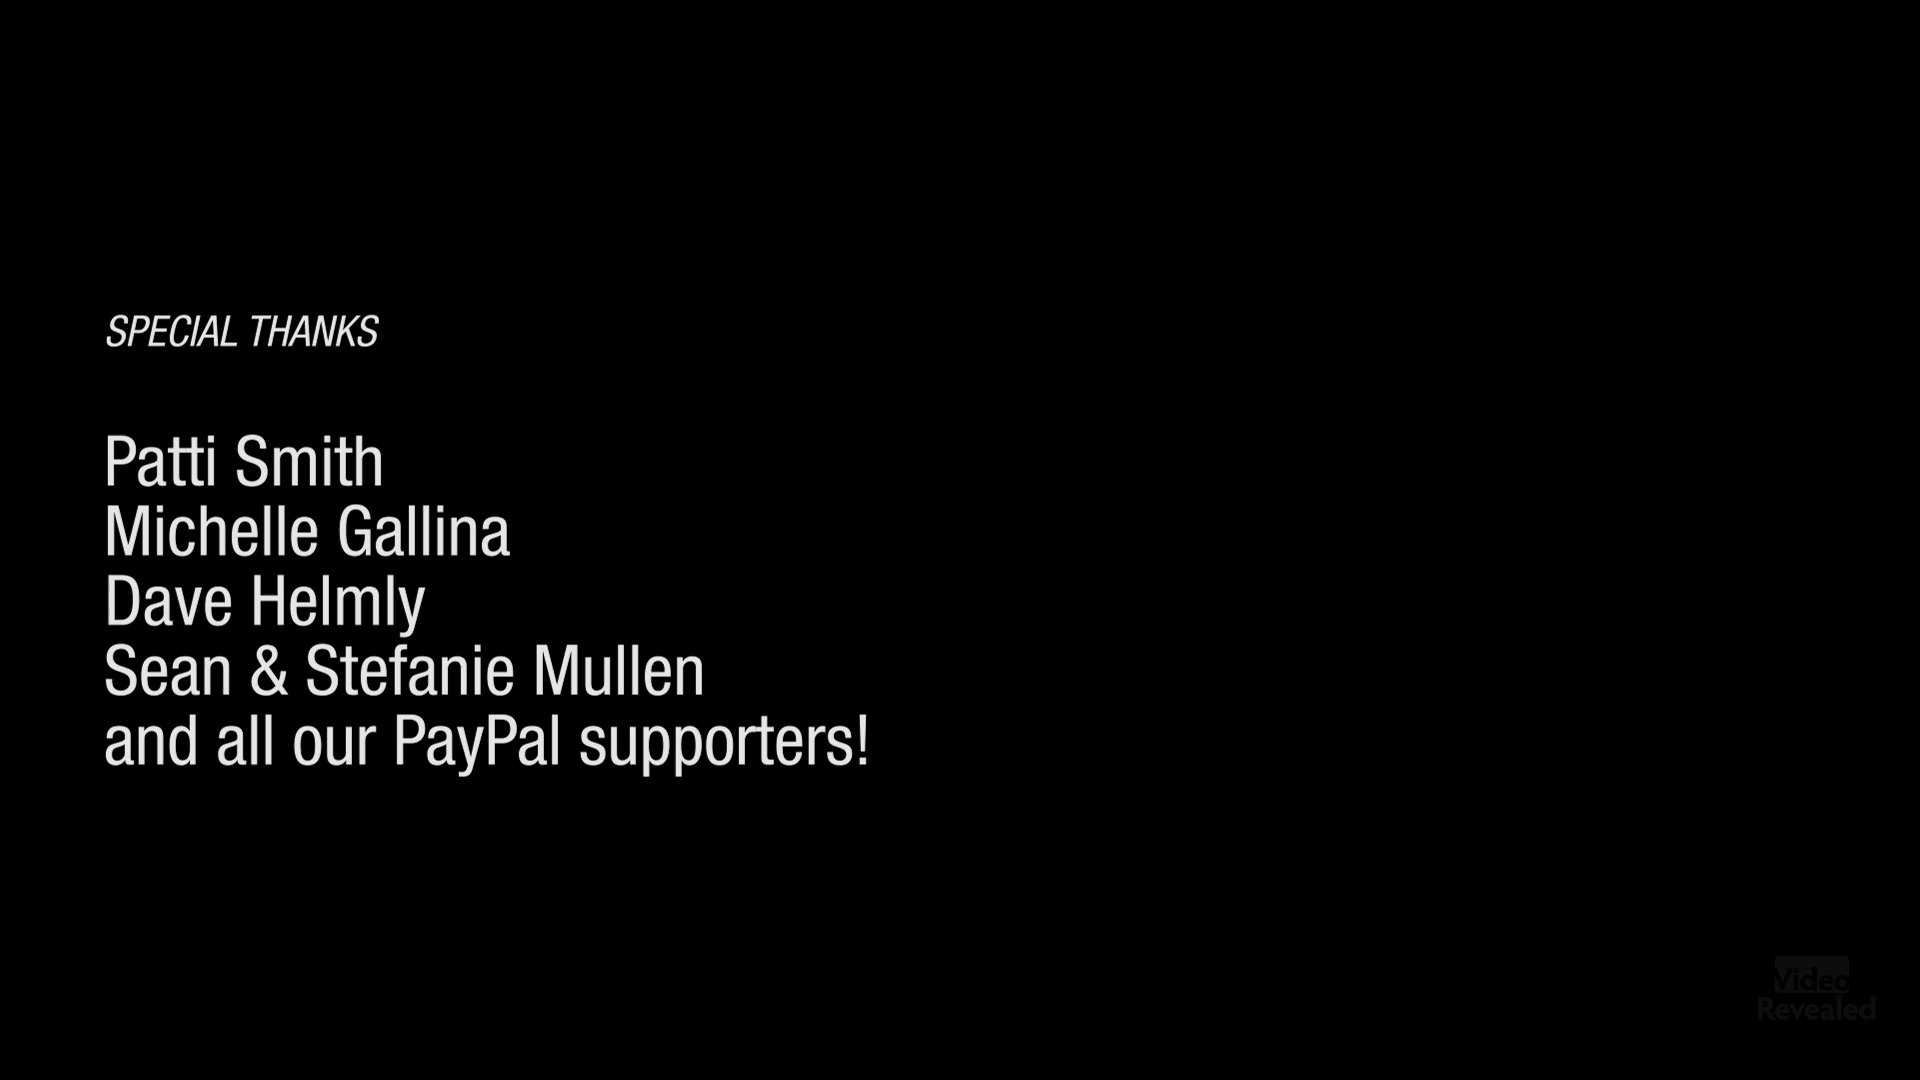 SPECIAL THANKS
Patti Smith
Michelle Gallina
Dave Helmly
Sean & Stefanie Mullen
and all our PayPal supporters!
Video
Revealed